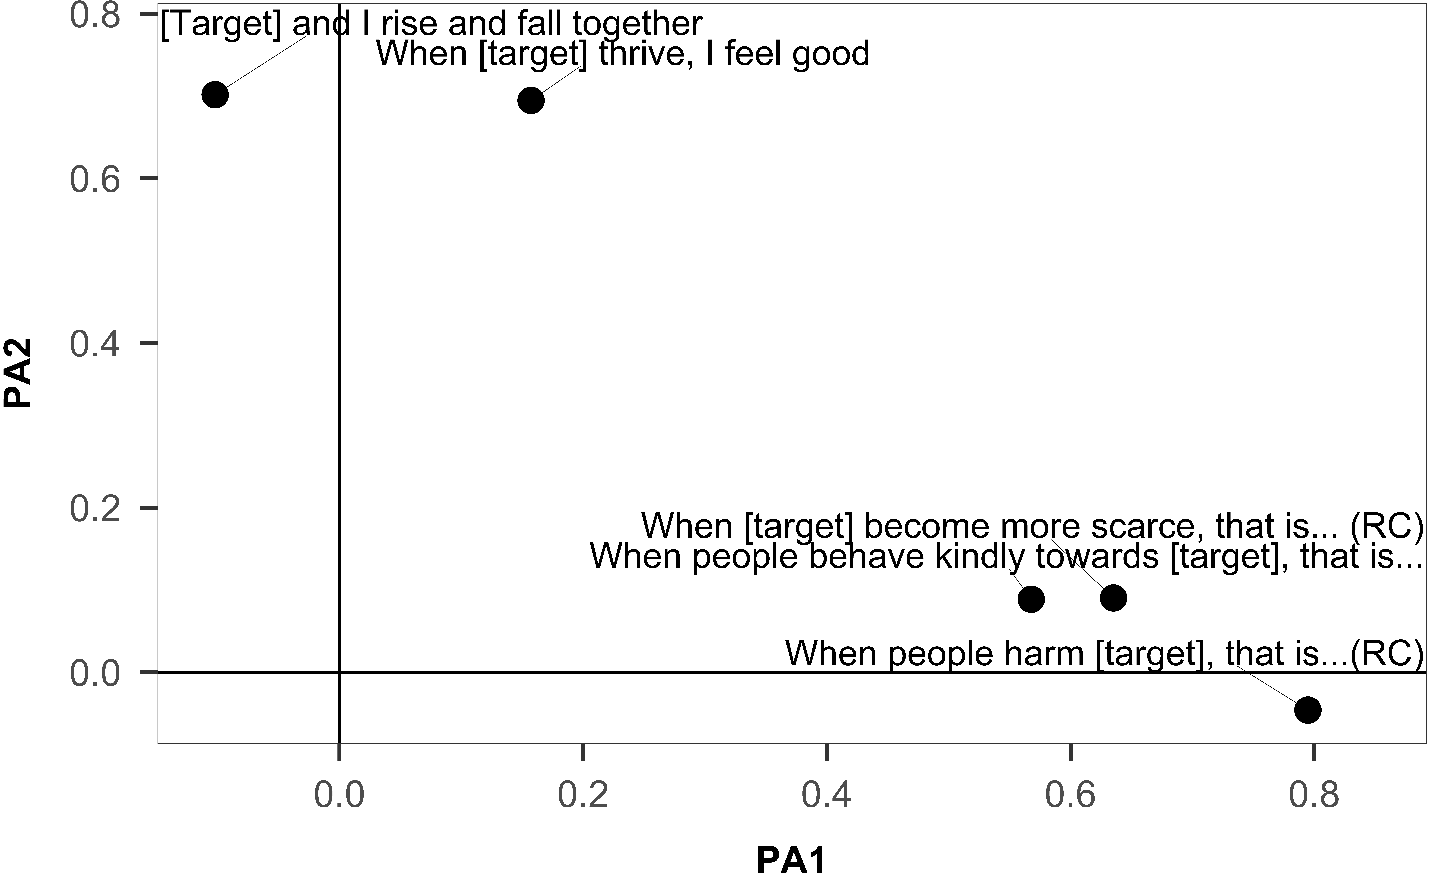 0.8
[Target] and I rise and fall together
When [target] thrive, I feel good
0.6
0.4
PA2
0.2
When [target] become more scarce, that is... (RC)
When people behave kindly towards [target], that is...
When people harm [target], that is...(RC)
0.0
0.0 0.2 0.4 0.6 0.8
PA1